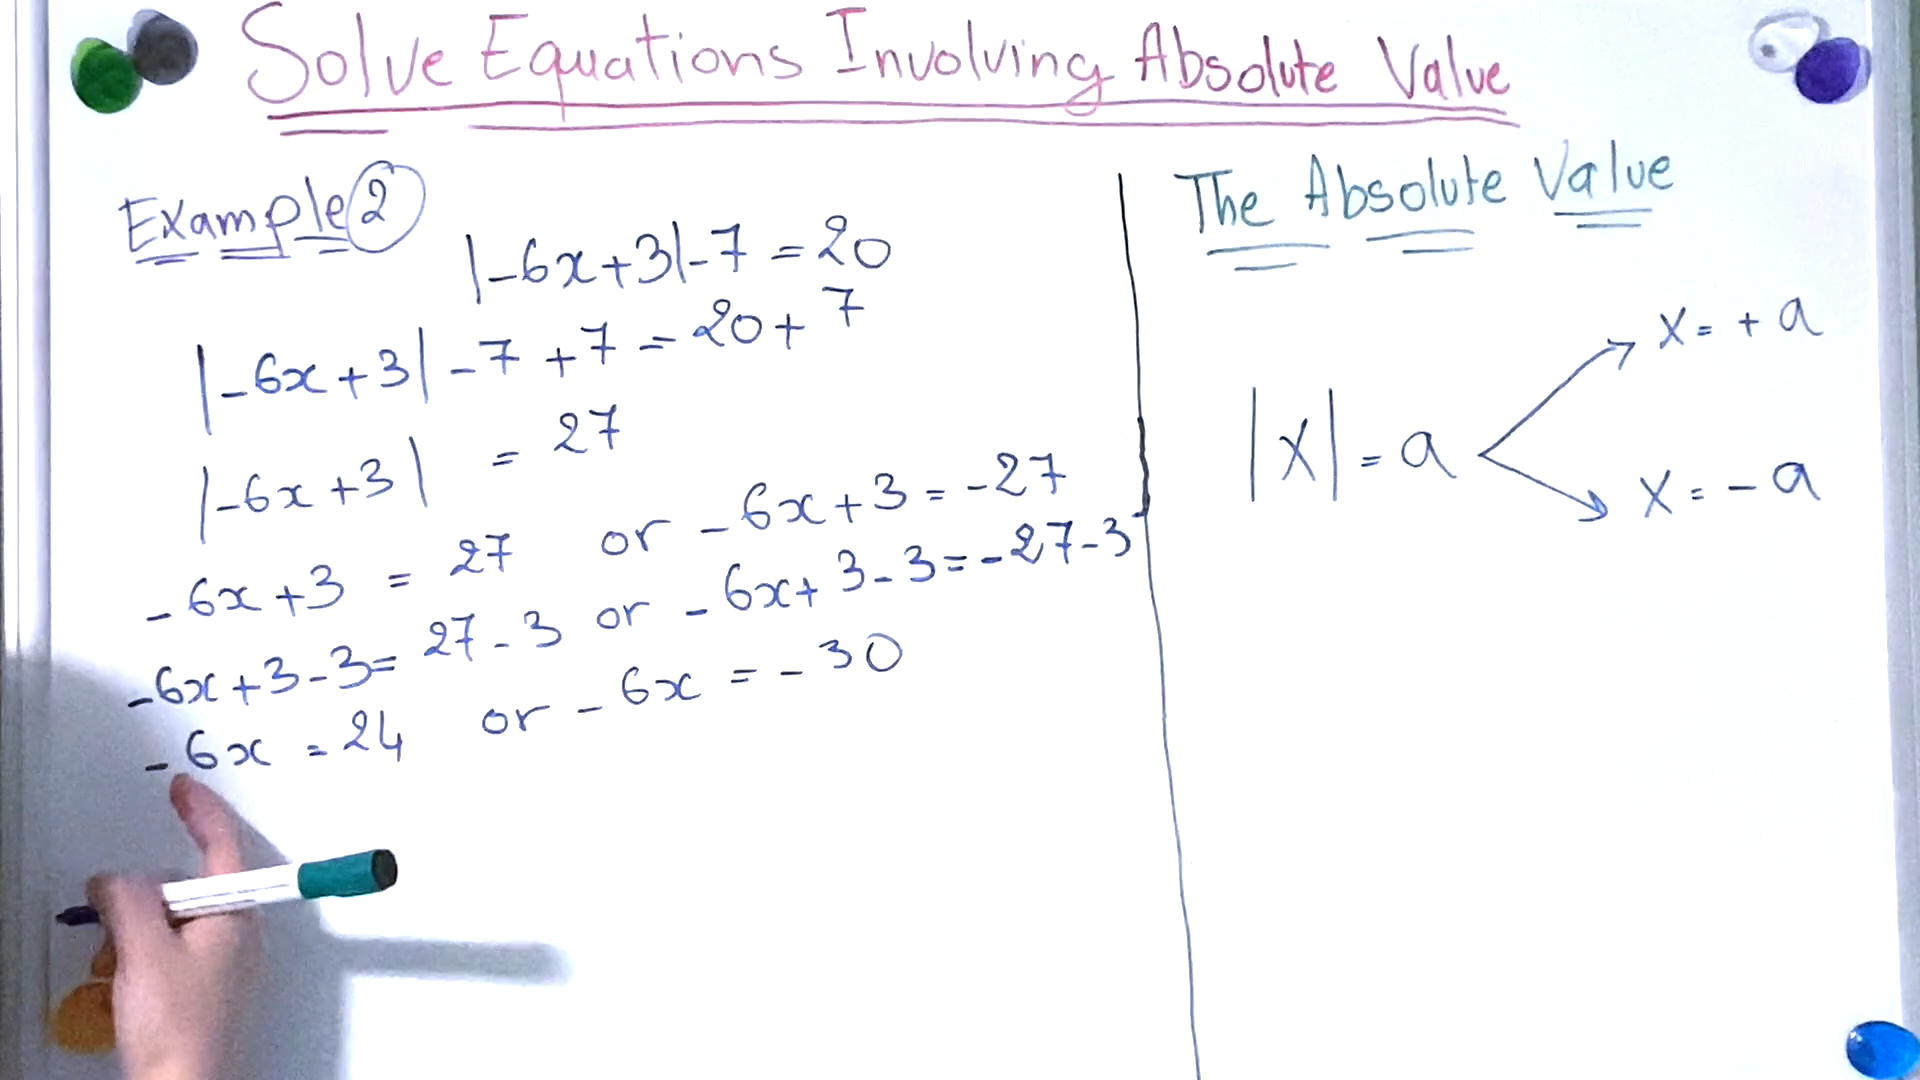 Solve Equations Involving Absolute Value
Example 2
|-6x+3|-7=20
|-6x+3|-7+7=20+7
|-6x+3| = 27
-6x+3 = 27 or -6x+3=-27
-6x+3-3=27-3 or -6x+3-3=-27-3
-6x=24 or -6x=-30
The Absolute Value
x=+a
|x|=a
x=-a